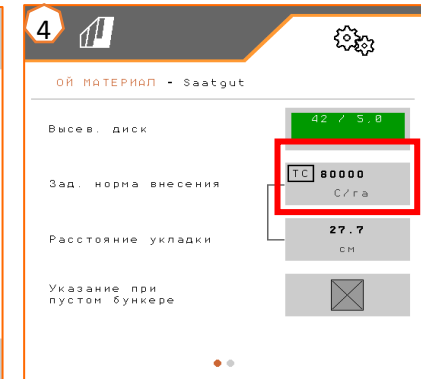 4
ОЙ МАТЕРИАЛ - Saatgut
Высев. диск
42 / 5,0
Зад. норма внесения
TC 80000
С/га
Расстояние укладки
27.7
см
Указание при
пустом бункере